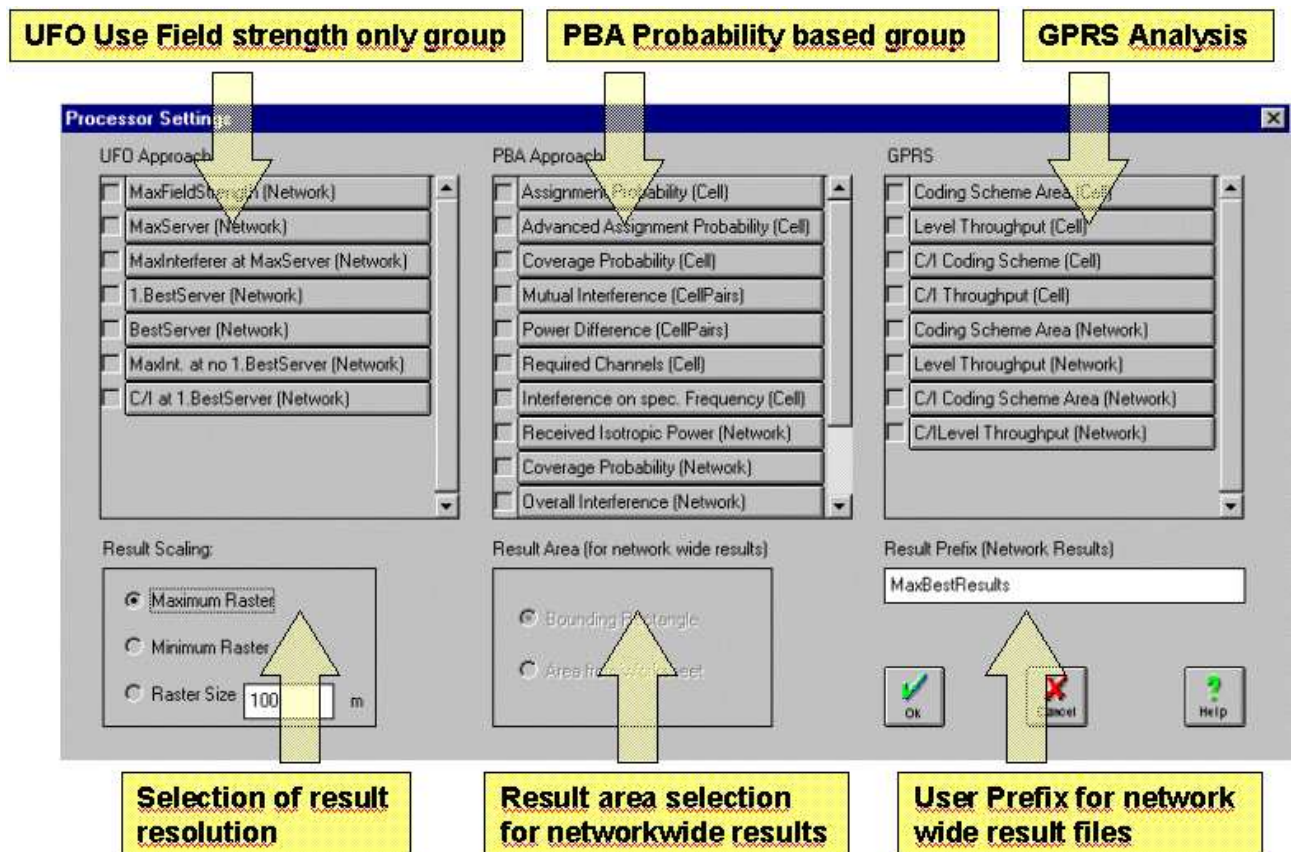 UFO Use Field strength only group
PBA Probability based group
GPRS Analysis
Processor Settings
UFO Approach
PBA Approach
GPRS
MaxFieldStrength (Network)
MaxServer (Network)
MaxInterferer at MaxServer (Network)
1.BestServer (Network)
BestServer (Network)
MaxInt. at no 1.BestServer (Network)
C/I at 1.BestServer (Network)
Assignment Probability (Cell)
Advanced Assignment Probability (Cell)
Coverage Probability (Cell)
Mutual Interference (CellPairs)
Power Difference (CellPairs)
Required Channels (Cell)
Interference on spec. Frequency (Cell)
Received Isotropic Power (Network)
Coverage Probability (Network)
Overall Interference (Network)
Coding Scheme Area (Cell)
Level Throughput (Cell)
C/I Coding Scheme (Cell)
C/I Throughput (Cell)
Coding Scheme Area (Network)
Level Throughput (Network)
C/I Coding Scheme Area (Network)
C/ILevel Throughput (Network)
Result Scaling:
Maximum Raster
Minimum Raster
Raster Size 100 m
Result Area (for network wide results)
Bounding Rectangle
Area from Worksheet
Result Prefix (Network Results)
MaxBestResults
Ok
Cancel
Help
Selection of result
resolution
Result area selection
for networkwide results
User Prefix for network
wide result files